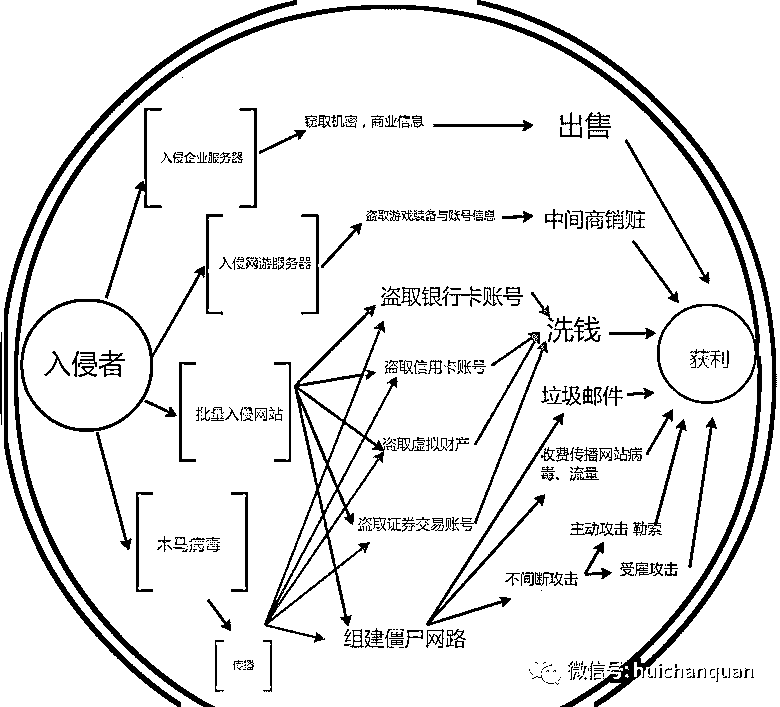 窃取机密，商业信息
出售
入侵企业服务器
盗取游戏装备与账号信息
中间商销赃
入侵网游服务器
盗取银行卡账号
洗钱
入侵者
盗取信用卡账号
获利
垃圾邮件
批量入侵网站
盗取虚拟财产
收费传播网站病
毒、流量
盗取证券交易账号
主动攻击 勒索
木马病毒
不间断攻击
受雇攻击
组建僵尸网路
传播
微信号:huichanquan